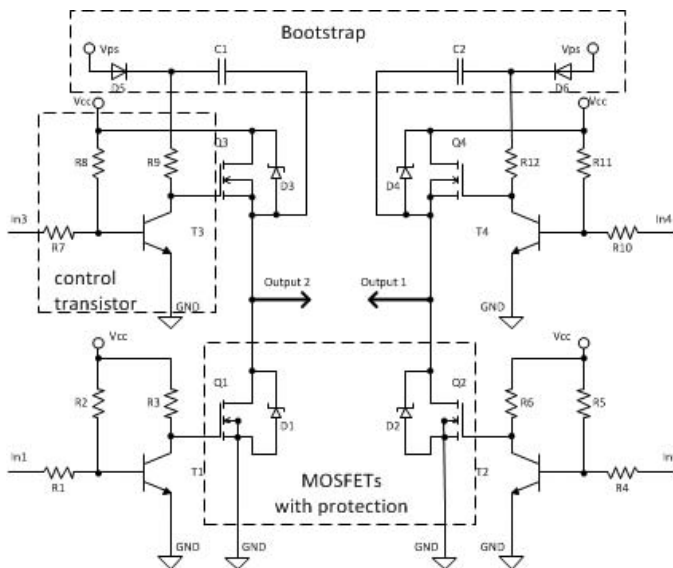 Bootstrap
Vps
C1
C2
Vps
D5
D6
Vcc
Vcc
Q3
Q4
R8
R9
D3
D4
R12
R11
In3
In4
R7
T3
T4
R10
control
transistor
Output 2
Output 1
GND
GND
Vcc
Vcc
Q1
Q2
R2
R3
D1
D2
R6
R5
In1
In
R1
T1
MOSFETs
with protection
T2
R4
GND
GND
GND
GND